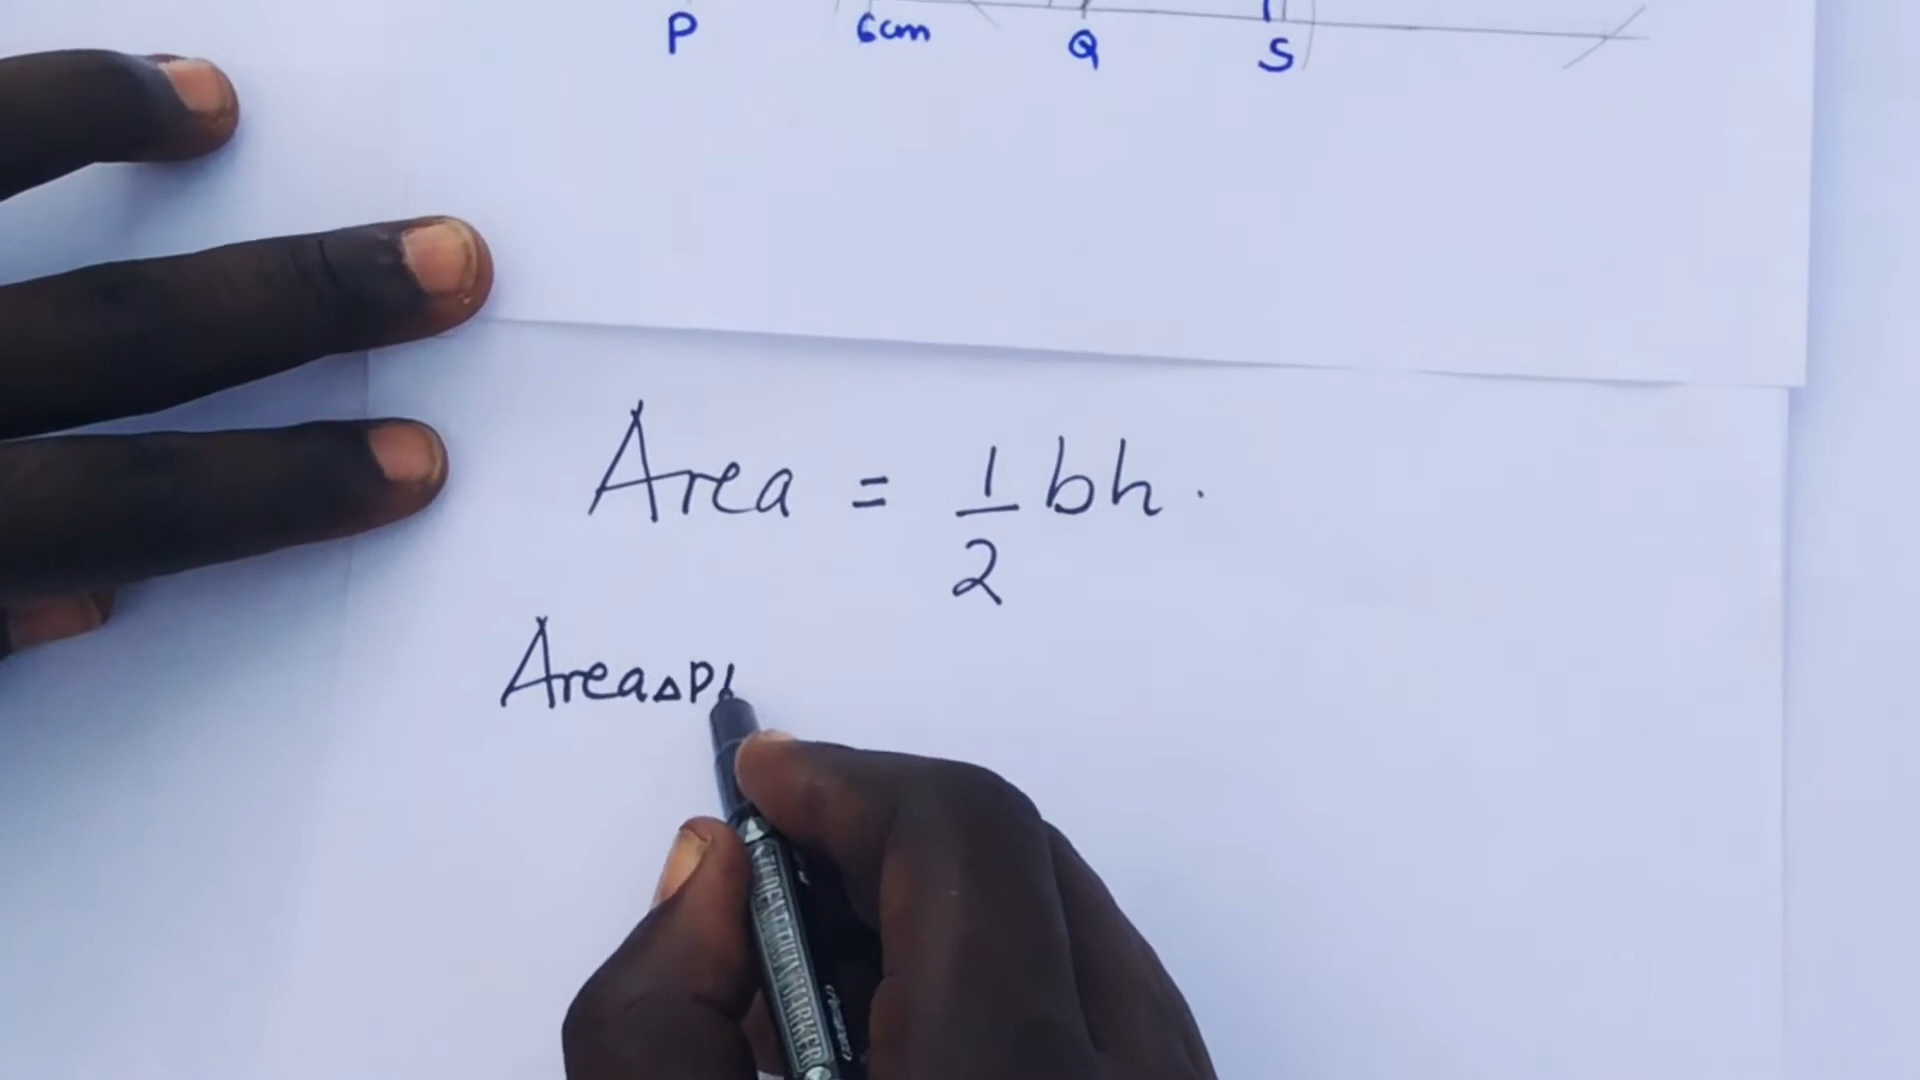 P 6cm Q S
Area = 1/2 bh.
Area△P